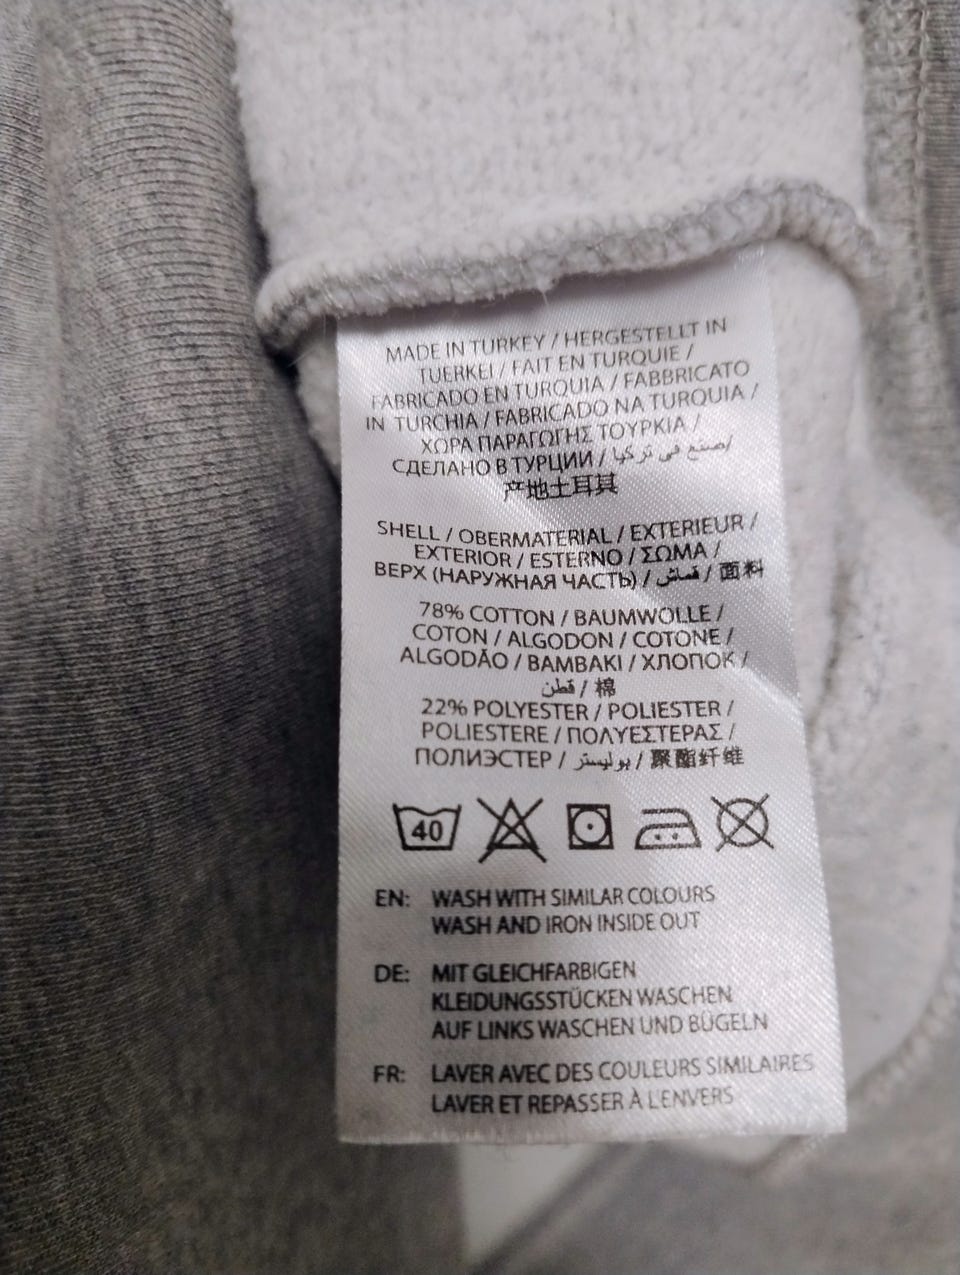 MADE IN TURKEY / HERGESTELLT IN
TUERKEI / FAIT EN TURQUIE /
FABRICADO EN TURQUIA / FABBRICATO
IN TURCHIA / FABRICADO NA TURQUIA /
ΧΩΡΑ ΠΑΡΑΓΩΓΗΣ ΤΟΥΡΚΙΑ /
СДЕЛАНО В ТУРЦИИ / صنع في تركيا/
产地土耳其
SHELL / OBERMATERIAL / EXTERIEUR /
EXTERIOR / ESTERNO / ΣΩΜΑ /
ВЕРХ (НАРУЖНАЯ ЧАСТЬ) / قماش / 面料
78% COTTON / BAUMWOLLE /
COTON / ALGODON / COTONE /
ALGODÃO / ΒΑΜΒΑΚΙ / ХЛОПОК /
قطن / 棉
22% POLYESTER / POLIESTER /
POLIESTERE / ΠΟΛΥΕΣΤΕΡΑΣ /
ПОЛИЭСТЕР / بوليستر / 聚酯纤维
40
EN: WASH WITH SIMILAR COLOURS
WASH AND IRON INSIDE OUT
DE: MIT GLEICHFARBIGEN
KLEIDUNGSSTÜCKEN WASCHEN
AUF LINKS WASCHEN UND BÜGELN
FR: LAVER AVEC DES COULEURS SIMILAIRES
LAVER ET REPASSER À L'ENVERS